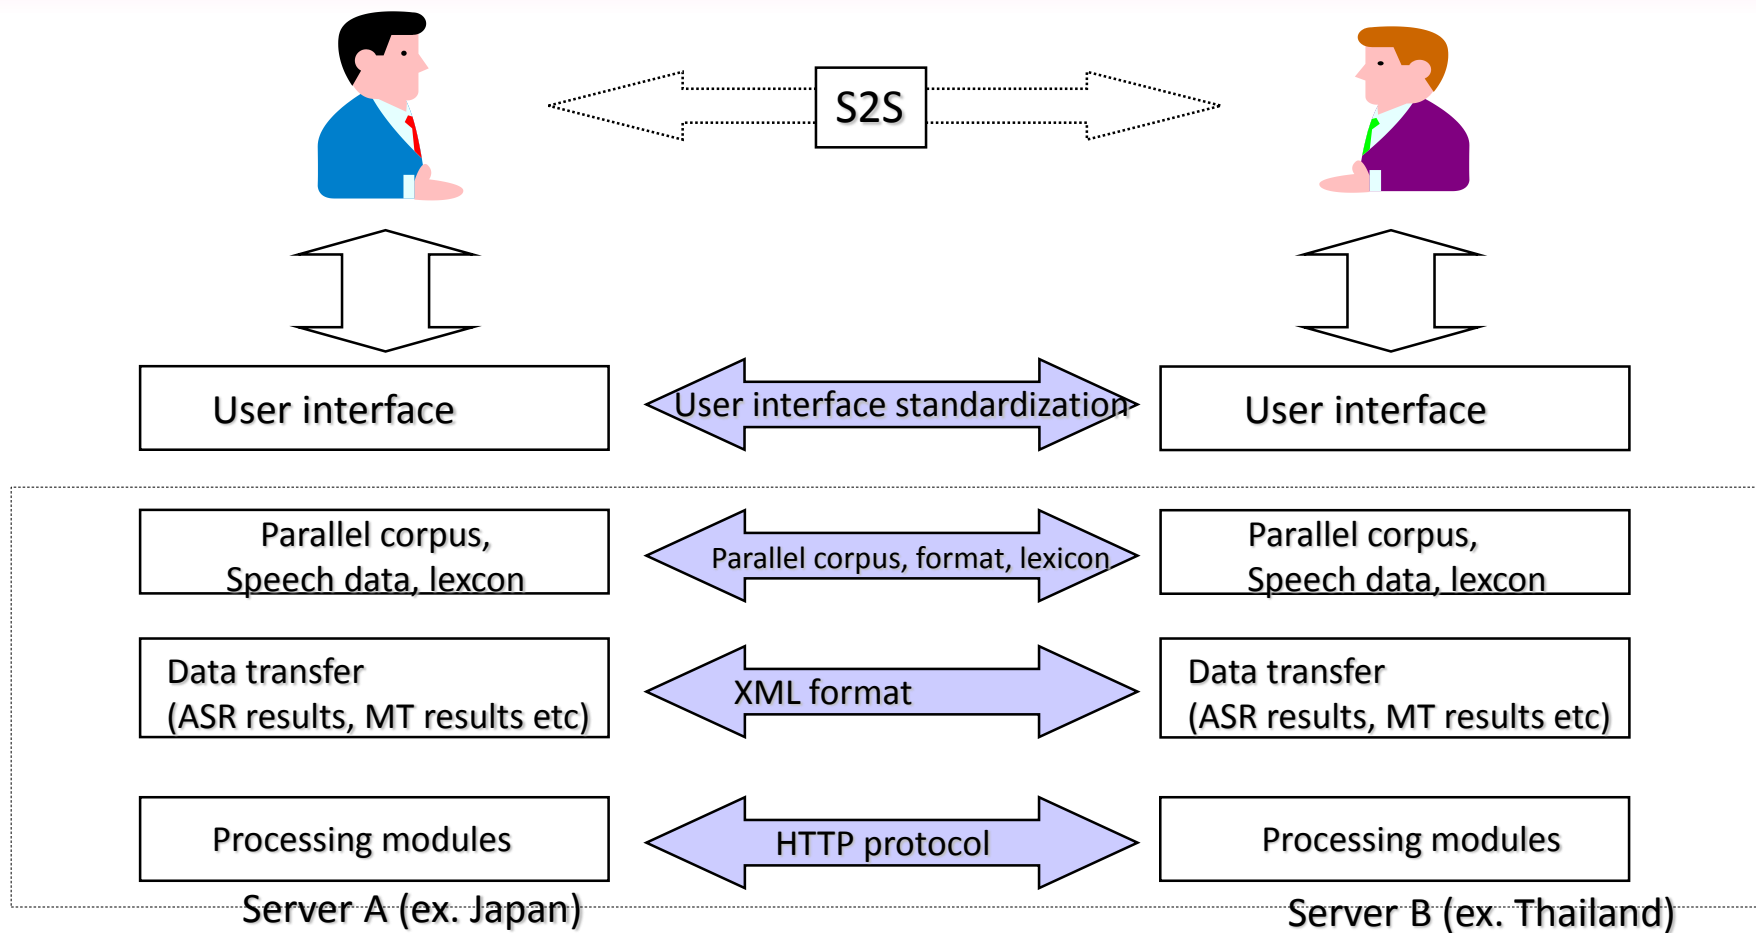 S2S
User interface
User interface standardization
User interface
Parallel corpus,
Speech data, lexcon
Parallel corpus, format, lexicon
Parallel corpus,
Speech data, lexcon
Data transfer
(ASR results, MT results etc)
XML format
Data transfer
(ASR results, MT results etc)
Processing modules
HTTP protocol
Processing modules
Server A (ex. Japan)
Server B (ex. Thailand)